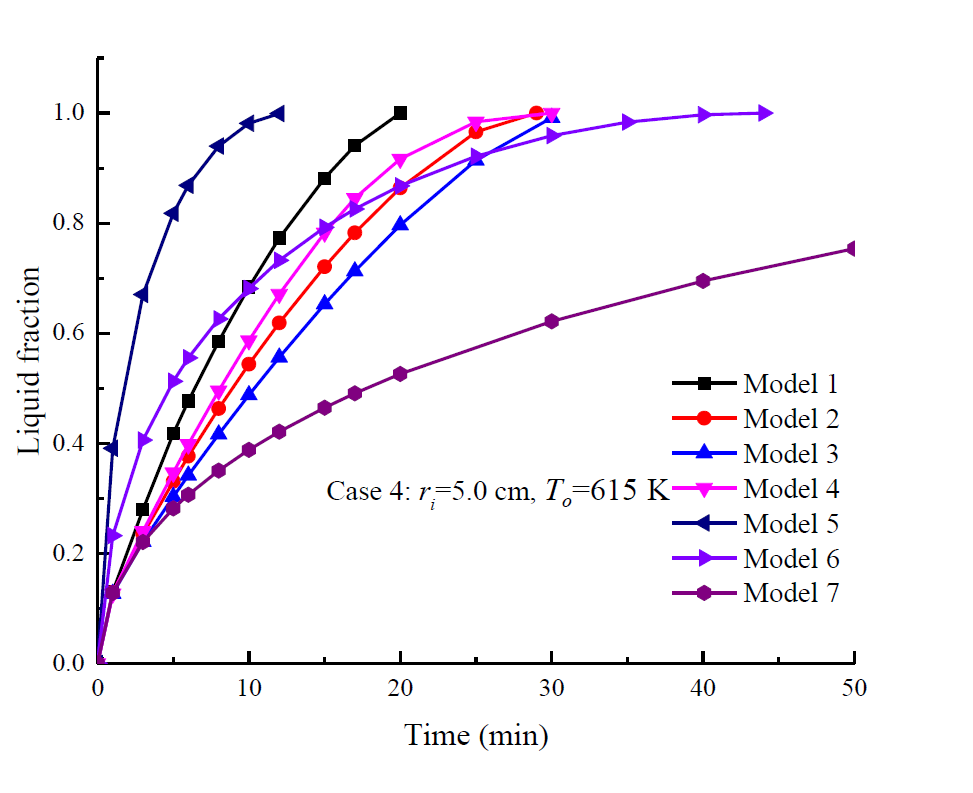 1.0
0.8
0.6
0.4
0.2
0.0
Liquid fraction
0 10 20 30 40 50
Time (min)
Case 4: rᵢ=5.0 cm, Tₒ=615 K
Model 1
Model 2
Model 3
Model 4
Model 5
Model 6
Model 7